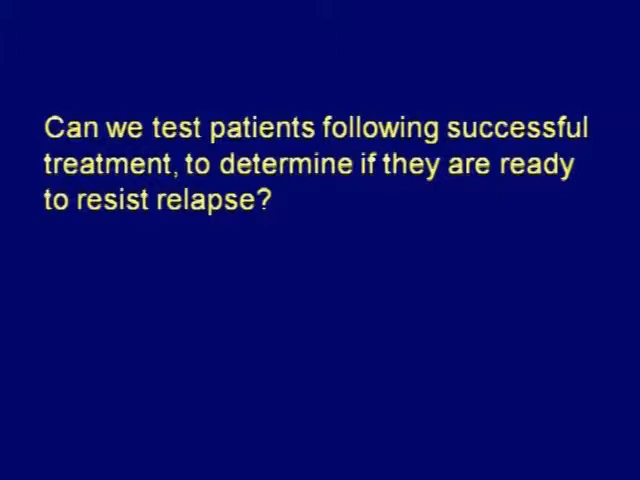 Can we test patients following successful
treatment, to determine if they are ready
to resist relapse?